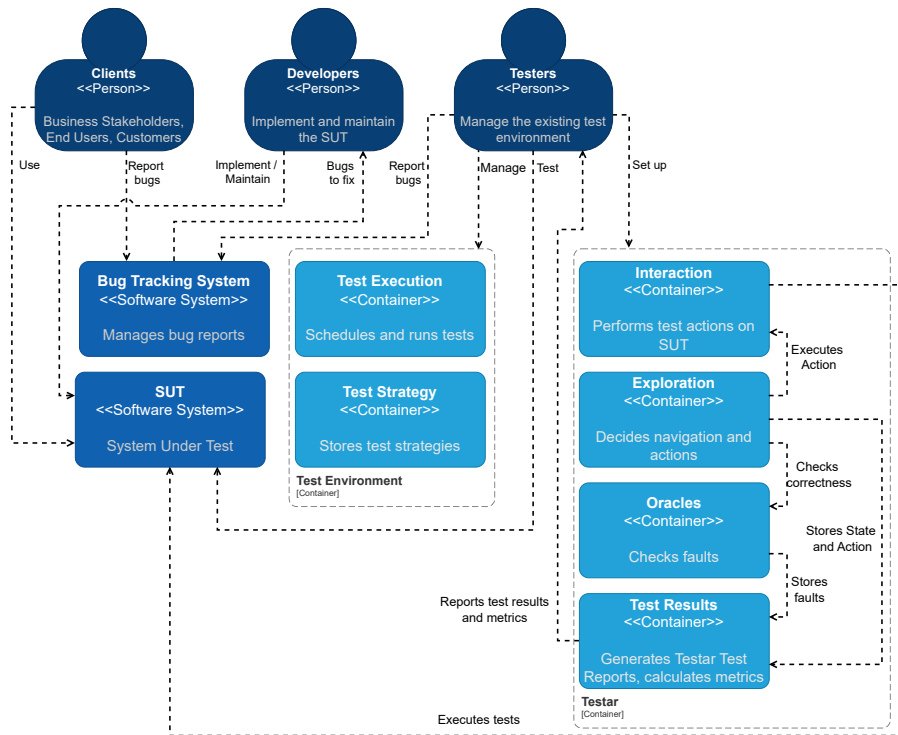 Clients
<<Person>>
Business Stakeholders,
End Users, Customers
Developers
<<Person>>
Implement and maintain
the SUT
Testers
<<Person>>
Manage the existing test
environment
Use
Report
bugs
Implement /
Maintain
Bugs
to fix
Report
bugs
Manage
Test
Set up
Bug Tracking System
<<Software System>>
Manages bug reports
SUT
<<Software System>>
System Under Test
Test Execution
<<Container>>
Schedules and runs tests
Test Strategy
<<Container>>
Stores test strategies
Test Environment
[Container]
Interaction
<<Container>>
Performs test actions on
SUT
Executes
Action
Exploration
<<Container>>
Decides navigation and
actions
Checks
correctness
Oracles
<<Container>>
Checks faults
Stores State
and Action
Stores
faults
Reports test results
and metrics
Test Results
<<Container>>
Generates Testar Test
Reports, calculates metrics
Testar
[Container]
Executes tests